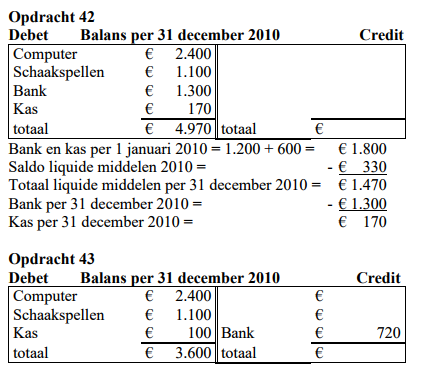 Opdracht 42
Debet Balans per 31 december 2010 Credit
Computer € 2.400
Schaakspellen € 1.100
Bank € 1.300
Kas € 170
totaal € 4.970 totaal €
Bank en kas per 1 januari 2010 = 1.200 + 600 = € 1.800
Saldo liquide middelen 2010 = - € 330
Totaal liquide middelen per 31 december 2010 = € 1.470
Bank per 31 december 2010 = - € 1.300
Kas per 31 december 2010 = € 170
Opdracht 43
Debet Balans per 31 december 2010 Credit
Computer € 2.400 €
Schaakspellen € 1.100 €
Kas € 100 Bank € 720
totaal € 3.600 totaal €